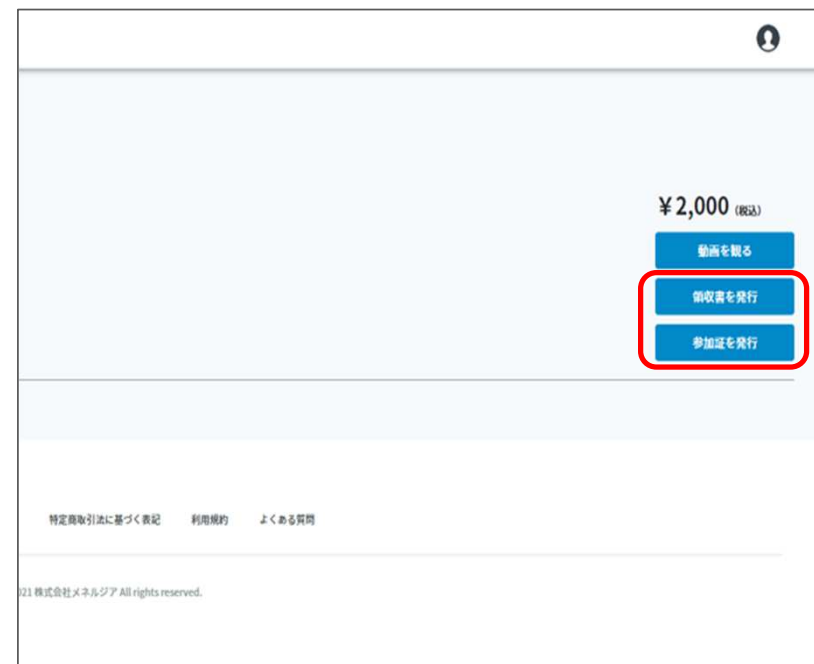 ¥2,000 (税込)
動画を観る
領収書を発行
参加証を発行
特定商取引法に基づく表記 利用規約 よくある質問
021 株式会社メネルジア All rights reserved.